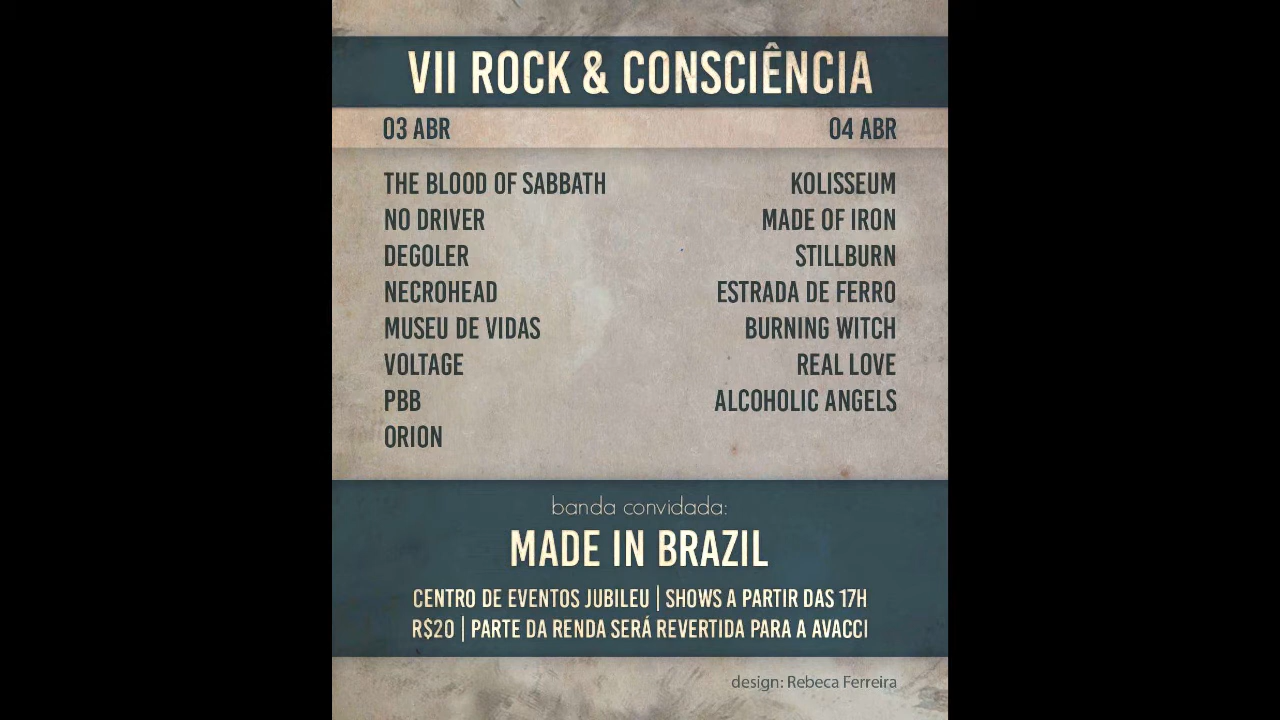 VII ROCK & CONSCIÊNCIA
03 ABR
04 ABR
THE BLOOD OF SABBATH
NO DRIVER
DEGOLER
NECROHEAD
MUSEU DE VIDAS
VOLTAGE
PBB
ORION
KOLISSEUM
MADE OF IRON
STILLBURN
ESTRADA DE FERRO
BURNING WITCH
REAL LOVE
ALCOHOLIC ANGELS
banda convidada:
MADE IN BRAZIL
CENTRO DE EVENTOS JUBILEU | SHOWS A PARTIR DAS 17H
R$20 | PARTE DA RENDA SERÁ REVERTIDA PARA A AVACCI
design: Rebeca Ferreira